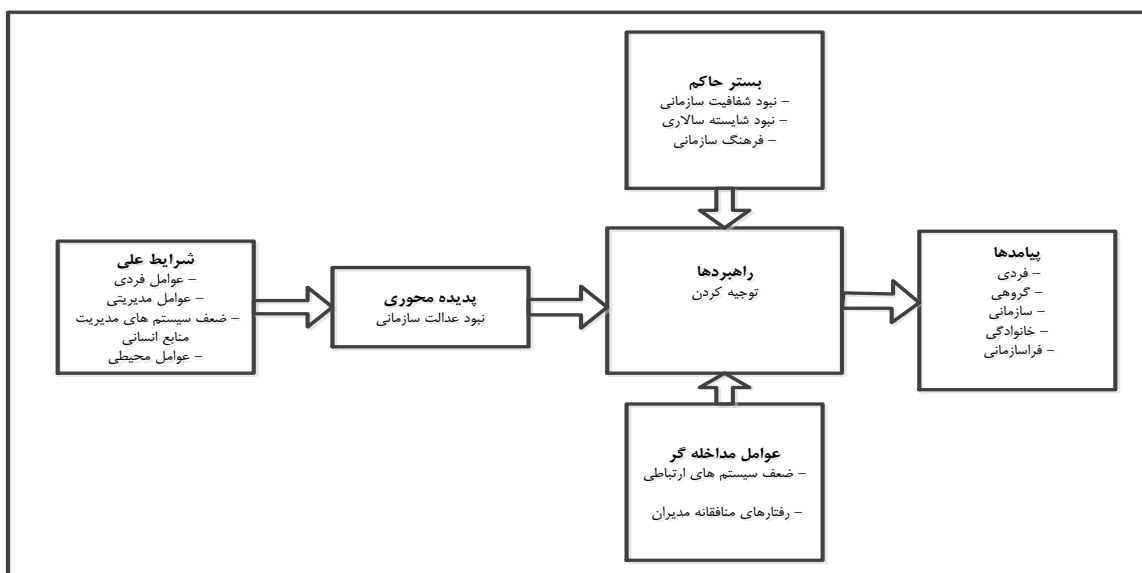 بستر حاکم
– نبود شفافیت سازمانی
– نبود شایسته سالاری
– فرهنگ سازمانی
شرایط علی
– عوامل فردی
– عوامل مدیریتی
– ضعف سیستم های مدیریت
منابع انسانی
– عوامل محیطی
پدیده محوری
نبود عدالت سازمانی
راهبردها
توجیه کردن
پیامدها
– فردی
– گروهی
– سازمانی
– خانوادگی
– فراسازمانی
عوامل مداخله گر
– ضعف سیستم های ارتباطی
– رفتارهای منافقانه مدیران